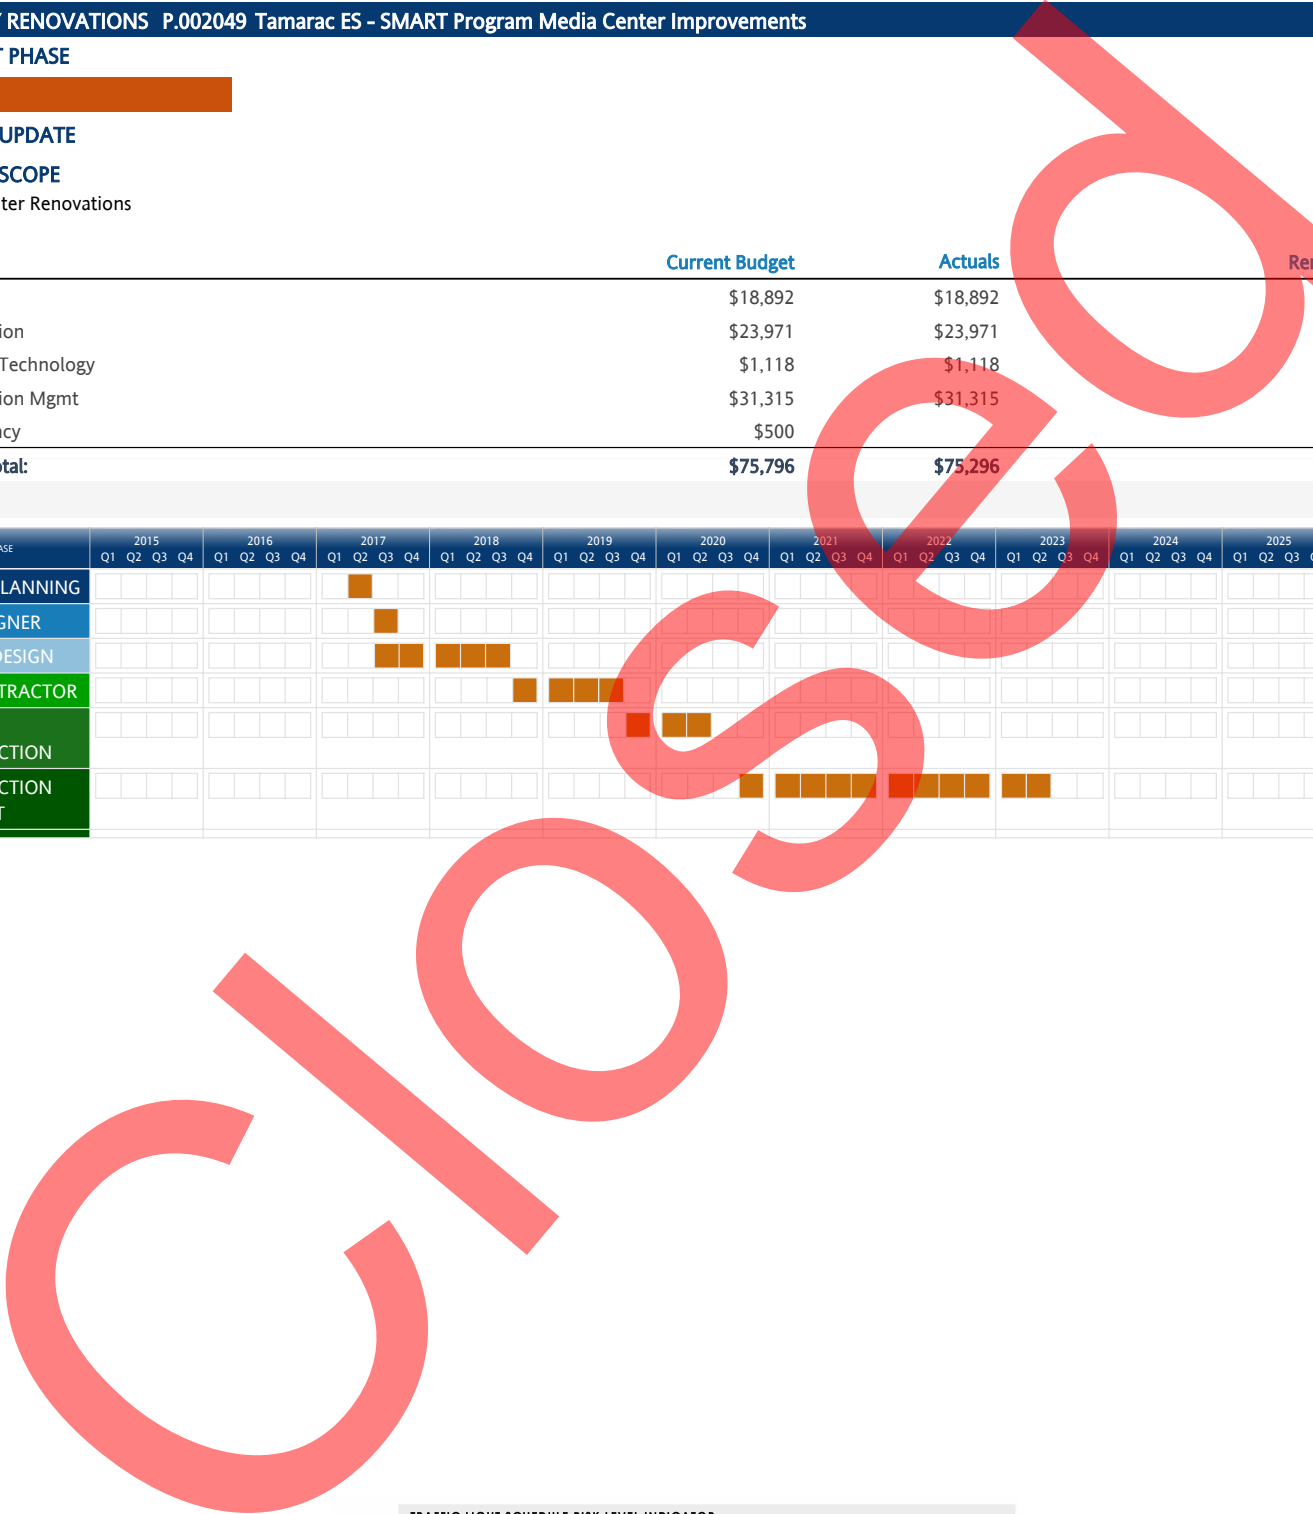 RENOVATIONS P.002049 Tamarac ES - SMART Program Media Center Improvements
PHASE
UPDATE
SCOPE
ter Renovations
Current Budget Actuals
$18,892 $18,892
ion $23,971 $23,971
Technology $1,118 $1,118
ion Mgmt $31,315 $31,315
cy $500
otal: $75,796 $75,296
ASE 2015 2016 2017 2018 2019 2020 2021 2022 2023 2024 2025
Q1 Q2 Q3 Q4 Q1 Q2 Q3 Q4 Q1 Q2 Q3 Q4 Q1 Q2 Q3 Q4 Q1 Q2 Q3 Q4 Q1 Q2 Q3 Q4 Q1 Q2 Q3 Q4 Q1 Q2 Q3 Q4 Q1 Q2 Q3 Q4 Q1 Q2 Q3 Q4 Q1 Q2 Q3
LANNING
GNER
DESIGN
TRACTOR
CTION
CTION
T
Closed